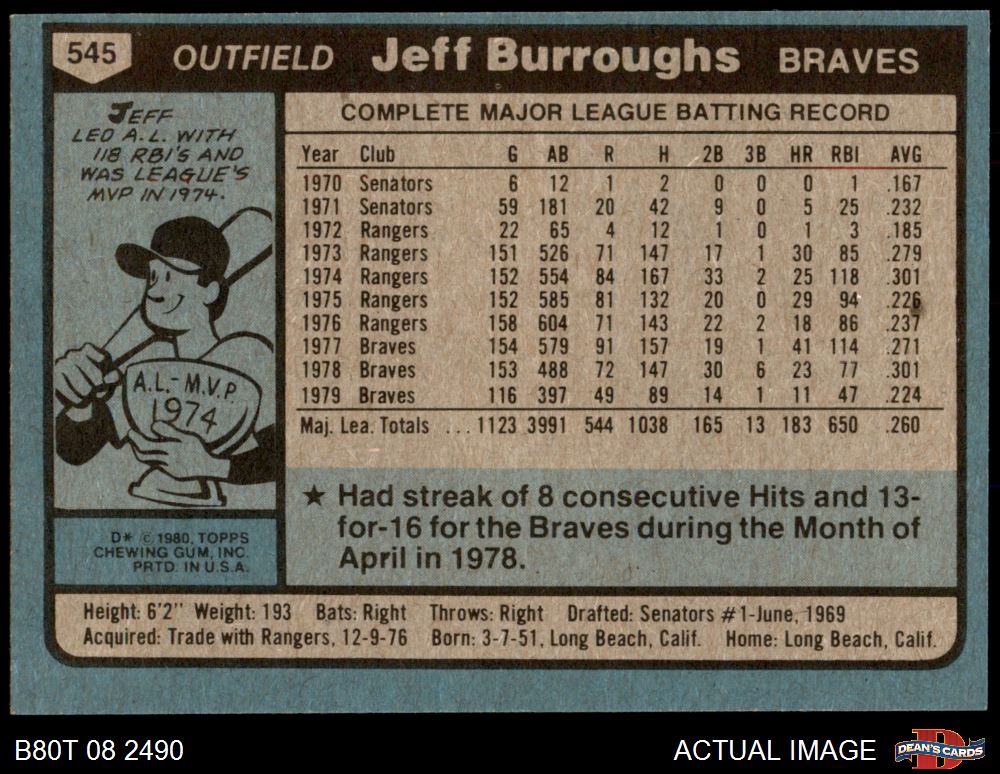 545 OUTFIELD Jeff Burroughs BRAVES
JEFF
LED A.L. WITH
118 RBI'S AND
WAS LEAGUE'S
MVP IN 1974.
A.L.-M.V.P.
1974
D* © 1980, TOPPS
CHEWING GUM, INC.
PRTD. IN U.S.A.
COMPLETE MAJOR LEAGUE BATTING RECORD
Year Club G AB R H 2B 3B HR RBI AVG
1970 Senators 6 12 1 2 0 0 0 1 .167
1971 Senators 59 181 20 42 9 0 5 25 .232
1972 Rangers 22 65 4 12 1 0 1 3 .185
1973 Rangers 151 526 71 147 17 1 30 85 .279
1974 Rangers 152 554 84 167 33 2 25 118 .301
1975 Rangers 152 585 81 132 20 0 29 94 .226
1976 Rangers 158 604 71 143 22 2 18 86 .237
1977 Braves 154 579 91 157 19 1 41 114 .271
1978 Braves 153 488 72 147 30 6 23 77 .301
1979 Braves 116 397 49 89 14 1 11 47 .224
Maj. Lea. Totals ... 1123 3991 544 1038 165 13 183 650 .260
★ Had streak of 8 consecutive Hits and 13-
for-16 for the Braves during the Month of
April in 1978.
Height: 6'2" Weight: 193 Bats: Right Throws: Right Drafted: Senators #1-June, 1969
Acquired: Trade with Rangers, 12-9-76 Born: 3-7-51, Long Beach, Calif. Home: Long Beach, Calif.
B80T 08 2490 ACTUAL IMAGE DEAN'S CARDS